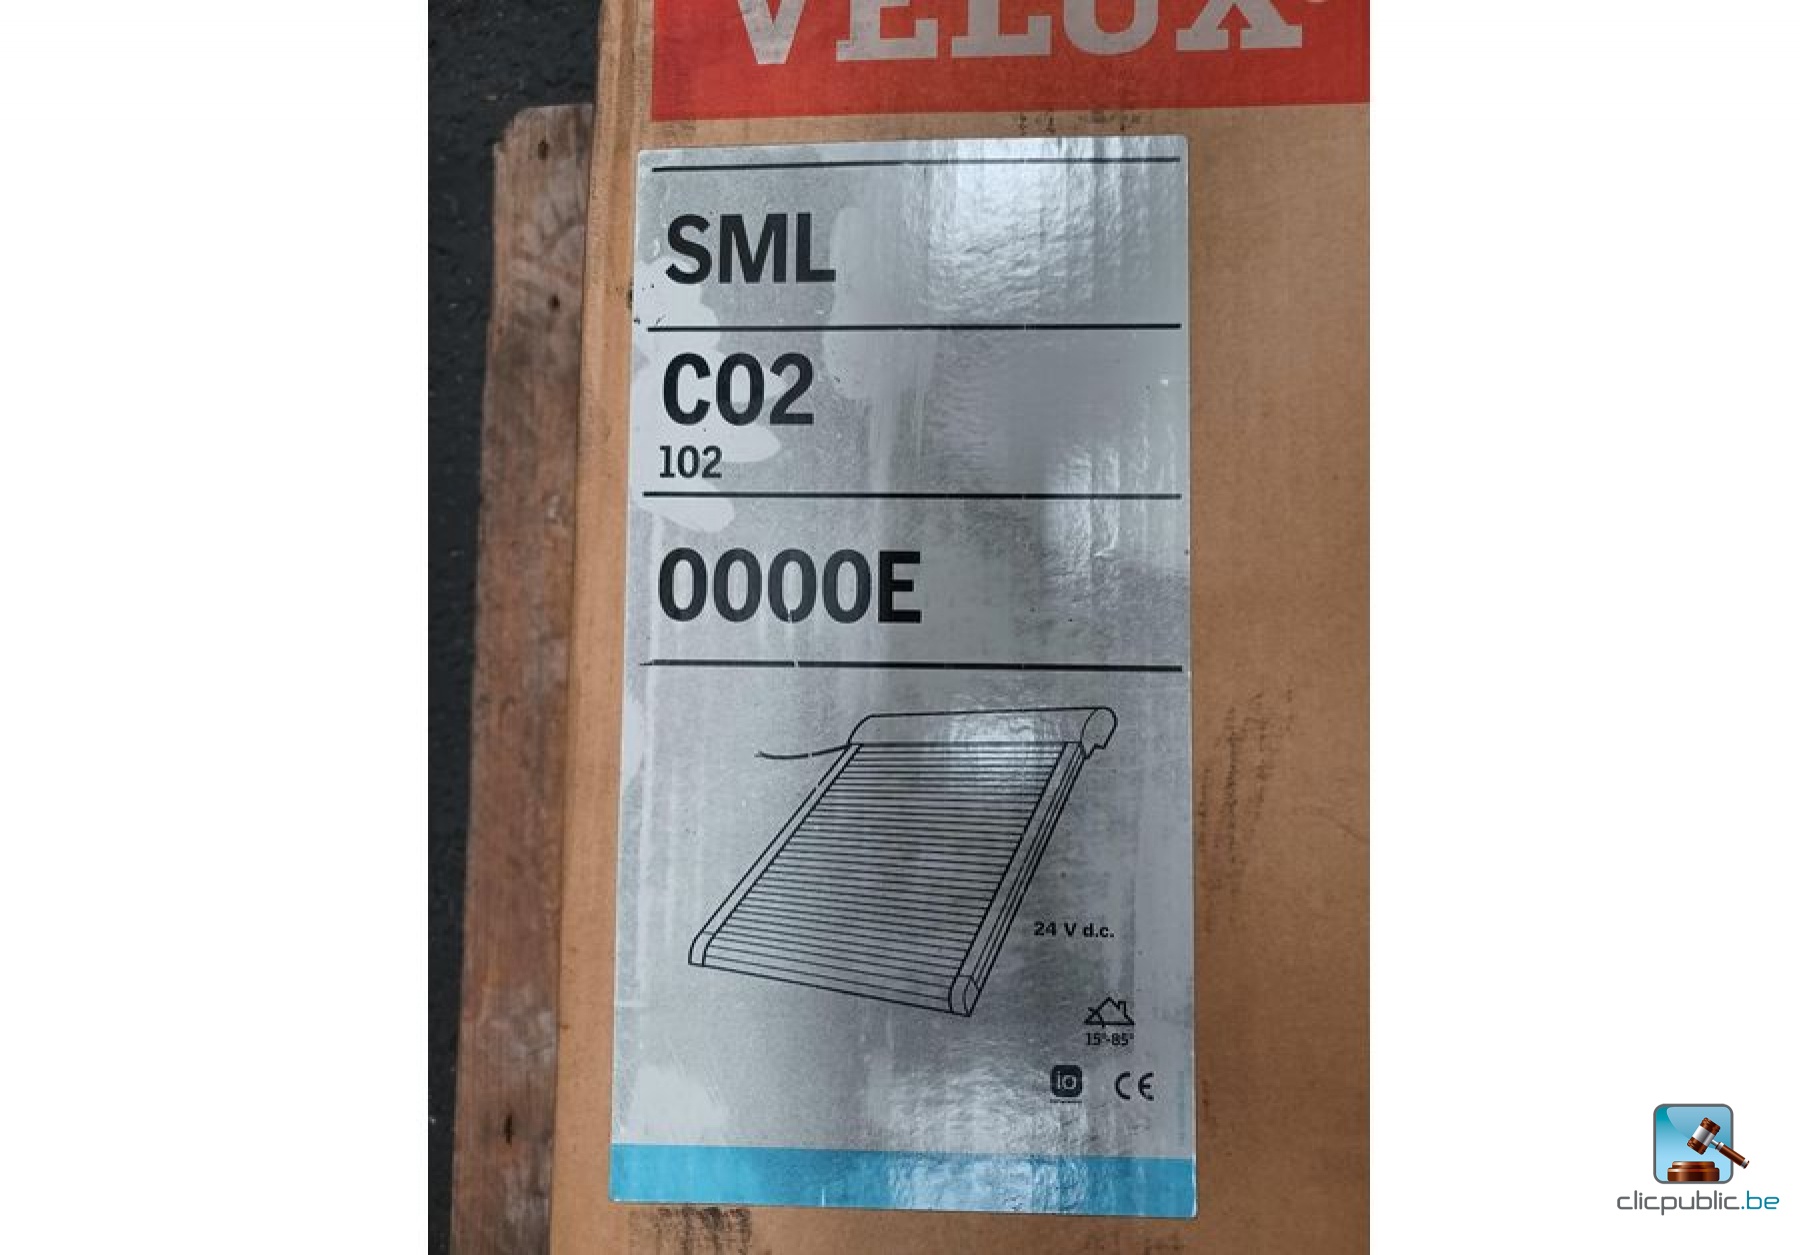 VELUX
SML
C02
102
0000E
24 V d.c.
15°-85°
io
CE
clicpublic.be